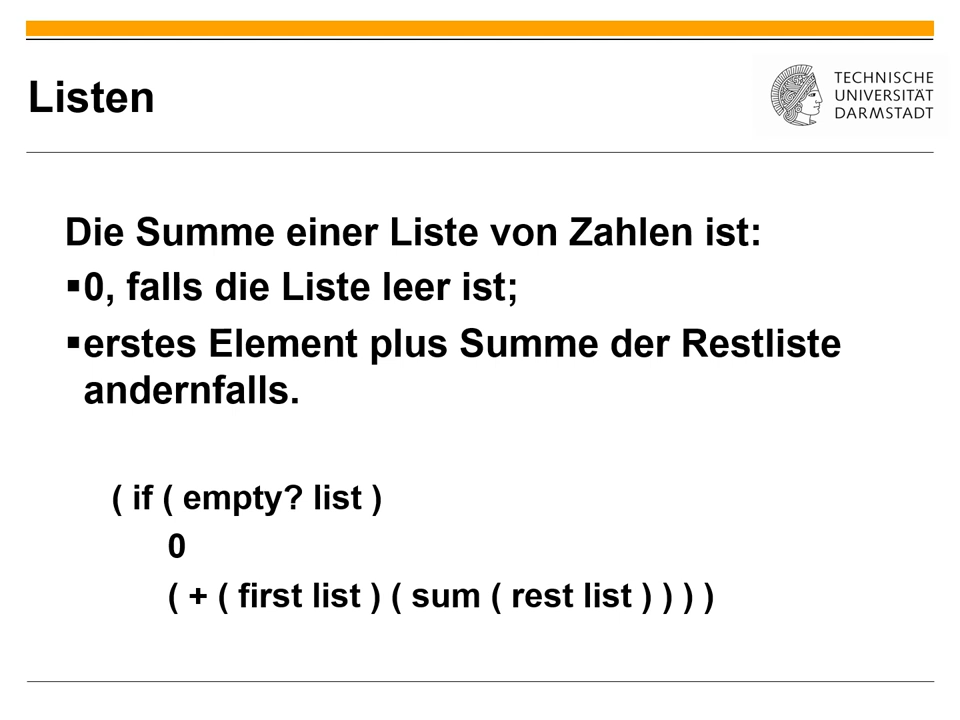 Listen
TECHNISCHE
UNIVERSITÄT
DARMSTADT
Die Summe einer Liste von Zahlen ist:
▪0, falls die Liste leer ist;
▪erstes Element plus Summe der Restliste
andernfalls.
( if ( empty? list )
0
( + ( first list ) ( sum ( rest list ) ) ) )